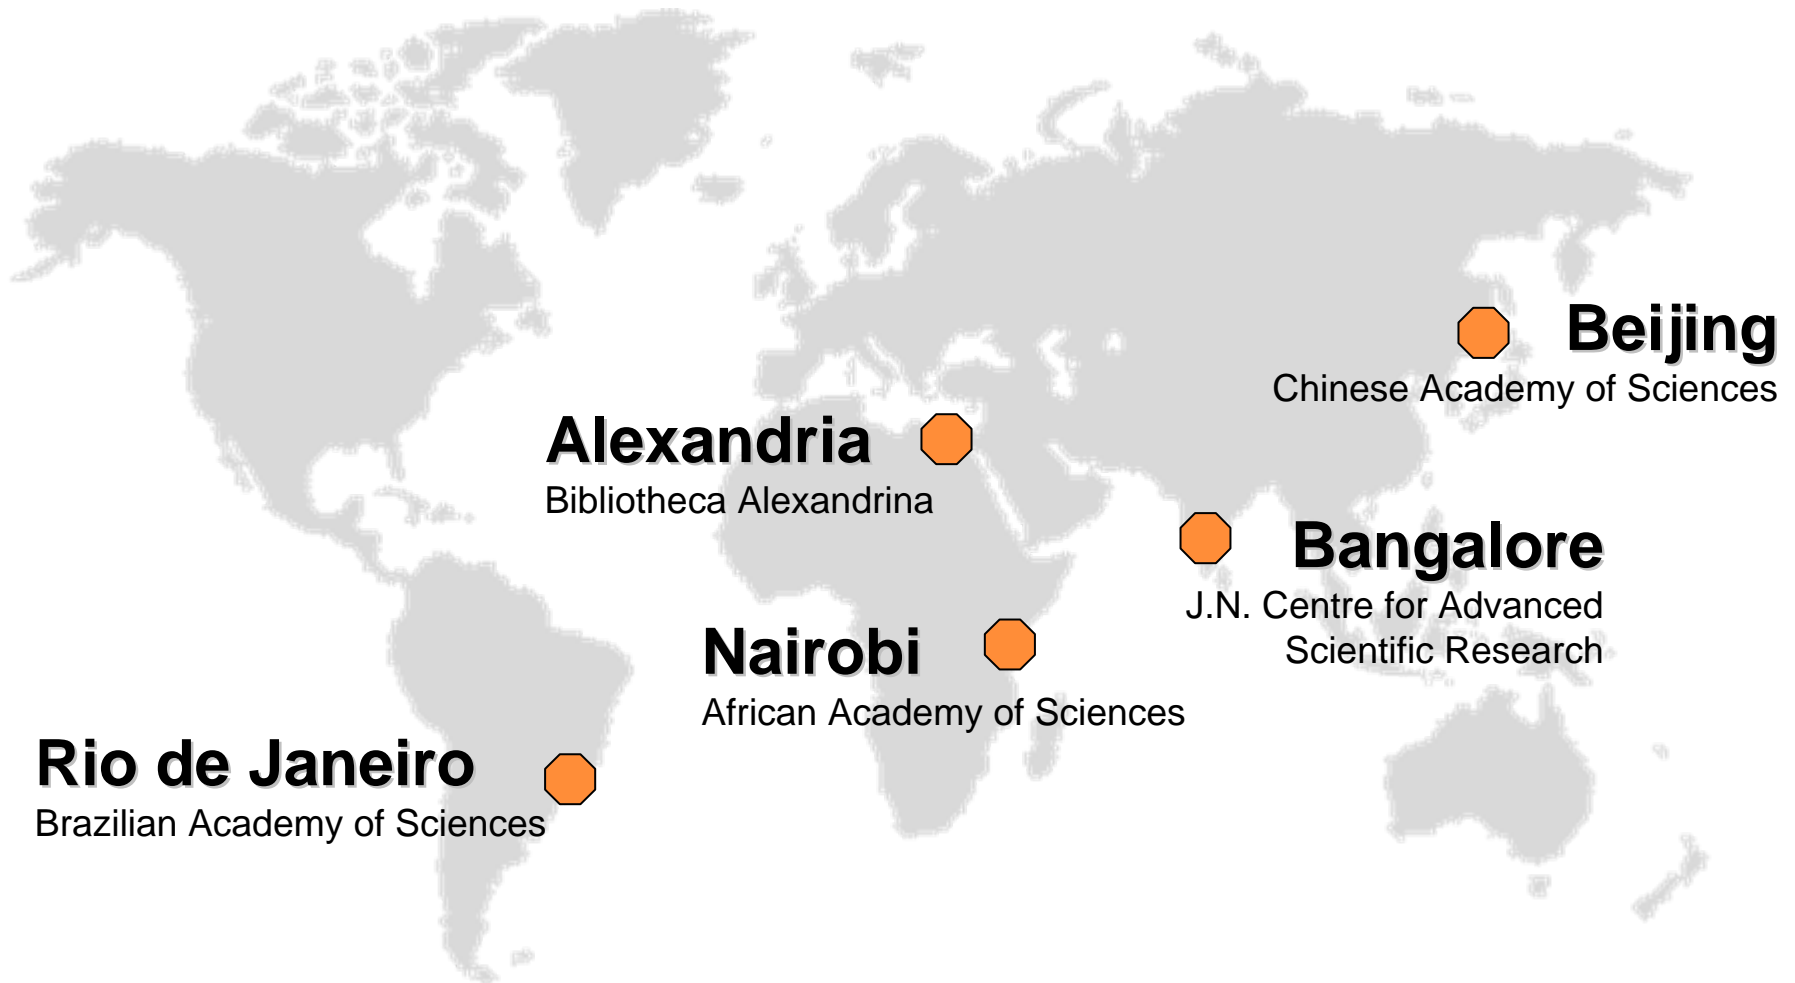 Beijing
Chinese Academy of Sciences
Alexandria
Bibliotheca Alexandrina
Bangalore
J.N. Centre for Advanced
Scientific Research
Nairobi
African Academy of Sciences
Rio de Janeiro
Brazilian Academy of Sciences